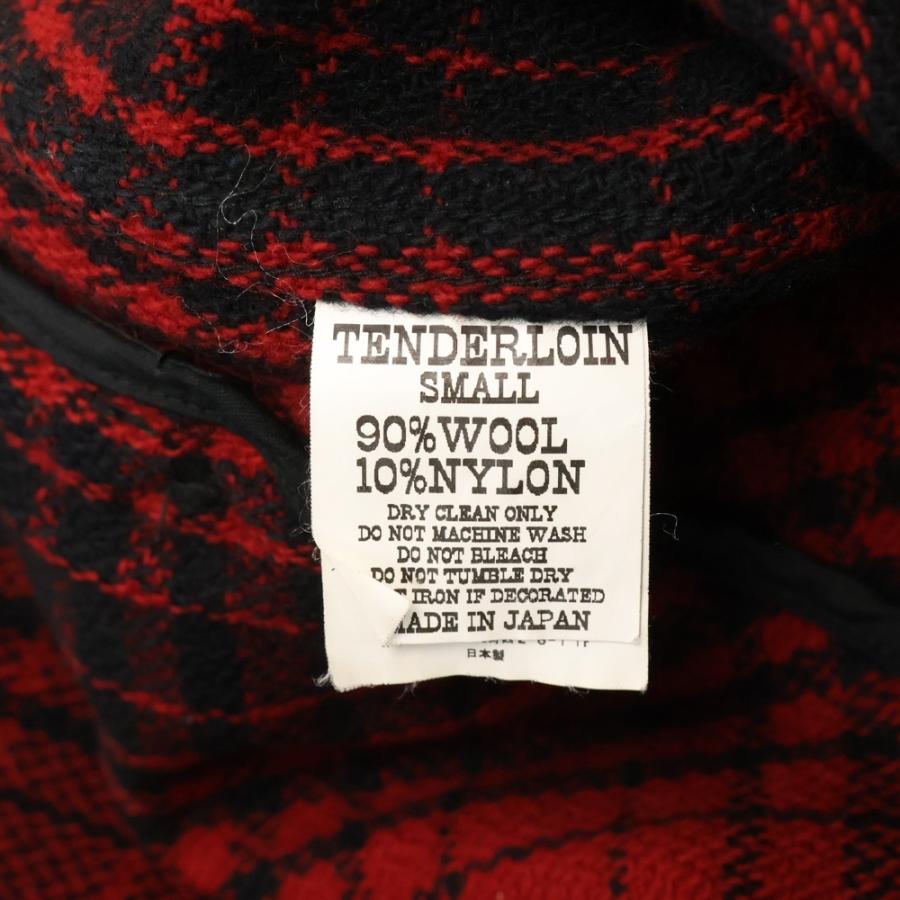 TENDERLOIN
SMALL
90%WOOL
10%NYLON
DRY CLEAN ONLY
DO NOT MACHINE WASH
DO NOT BLEACH
DO NOT TUMBLE DRY
IRON IF DECORATED
MADE IN JAPAN
日本製